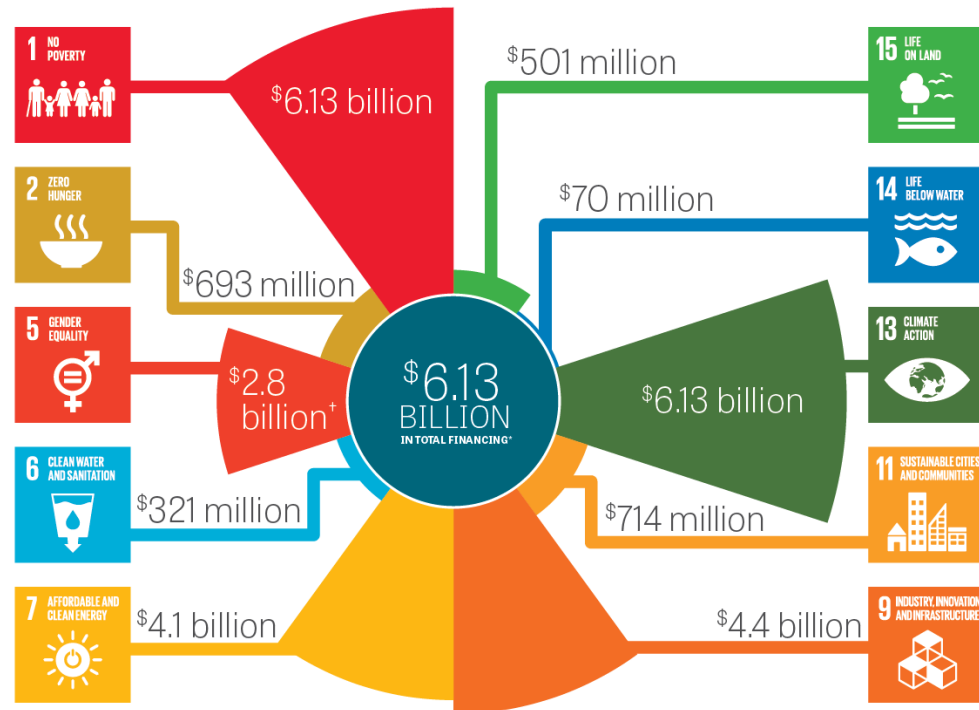 1 NO
POVERTY
$6.13 billion
2 ZERO
HUNGER
$693 million
5 GENDER
EQUALITY
$2.8
billion†
6 CLEAN WATER
AND SANITATION
$321 million
7 AFFORDABLE AND
CLEAN ENERGY
$4.1 billion
$6.13
BILLION
IN TOTAL FINANCING*
15 LIFE
ON LAND
$501 million
14 LIFE
BELOW WATER
$70 million
13 CLIMATE
ACTION
$6.13 billion
11 SUSTAINABLE CITIES
AND COMMUNITIES
$714 million
9 INDUSTRY, INNOVATION
AND INFRASTRUCTURE
$4.4 billion